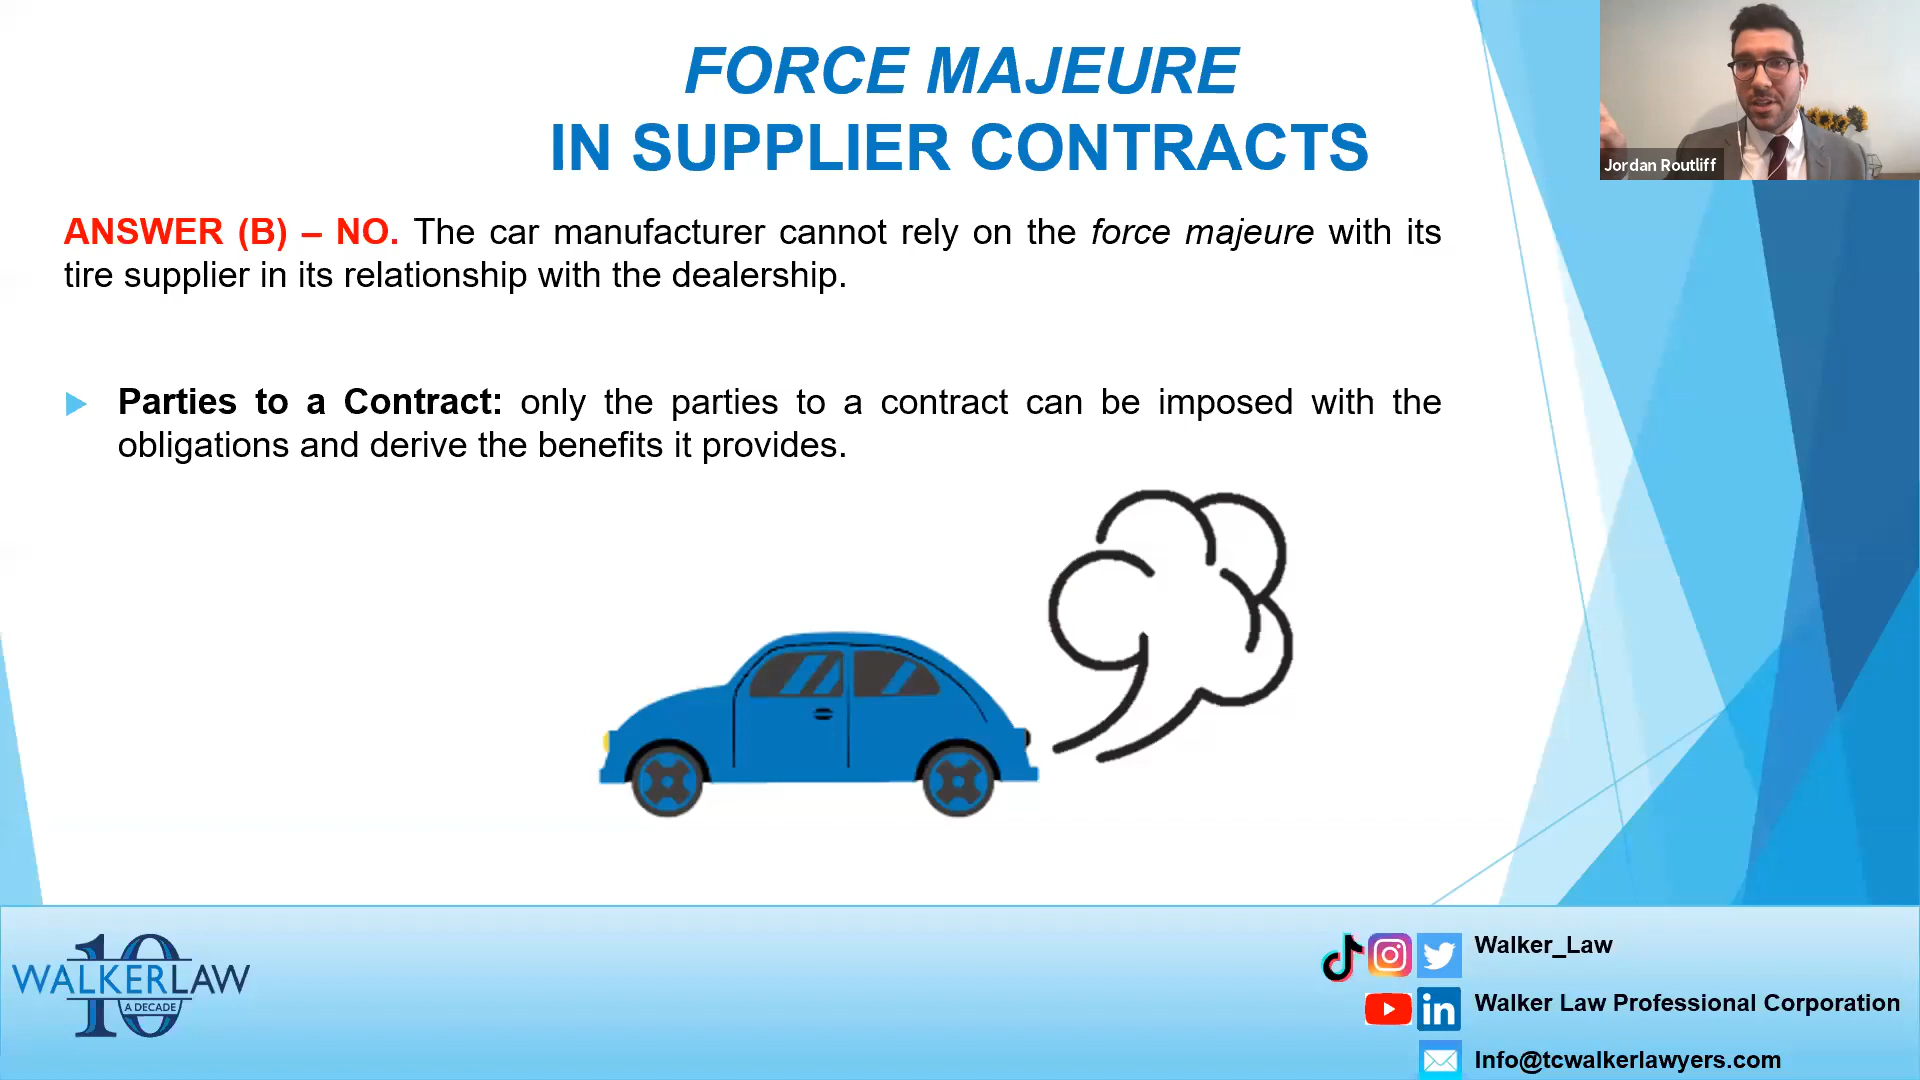 FORCE MAJEURE
IN SUPPLIER CONTRACTS
Jordan Routliff
ANSWER (B) – NO. The car manufacturer cannot rely on the force majeure with its
tire supplier in its relationship with the dealership.
Parties to a Contract: only the parties to a contract can be imposed with the
obligations and derive the benefits it provides.
10
WALKERLAW
A DECADE
Walker_Law
Walker Law Professional Corporation
Info@tcwalkerlawyers.com